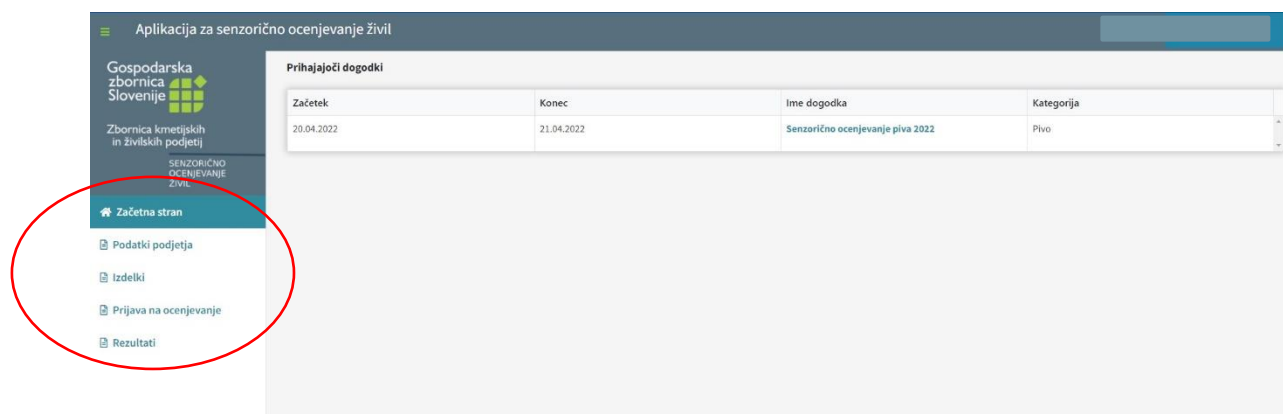 Aplikacija za senzorično ocenjevanje živil
Gospodarska
zbornica
Slovenije
Zbornica kmetijskih
in živilskih podjetij
SENZORIČNO
OCENJEVANJE
ŽIVIL
Začetna stran
Podatki podjetja
Izdelki
Prijava na ocenjevanje
Rezultati
Prihajajoči dogodki
Začetek Konec Ime dogodka Kategorija
20.04.2022 21.04.2022 Senzorično ocenjevanje piva 2022 Pivo